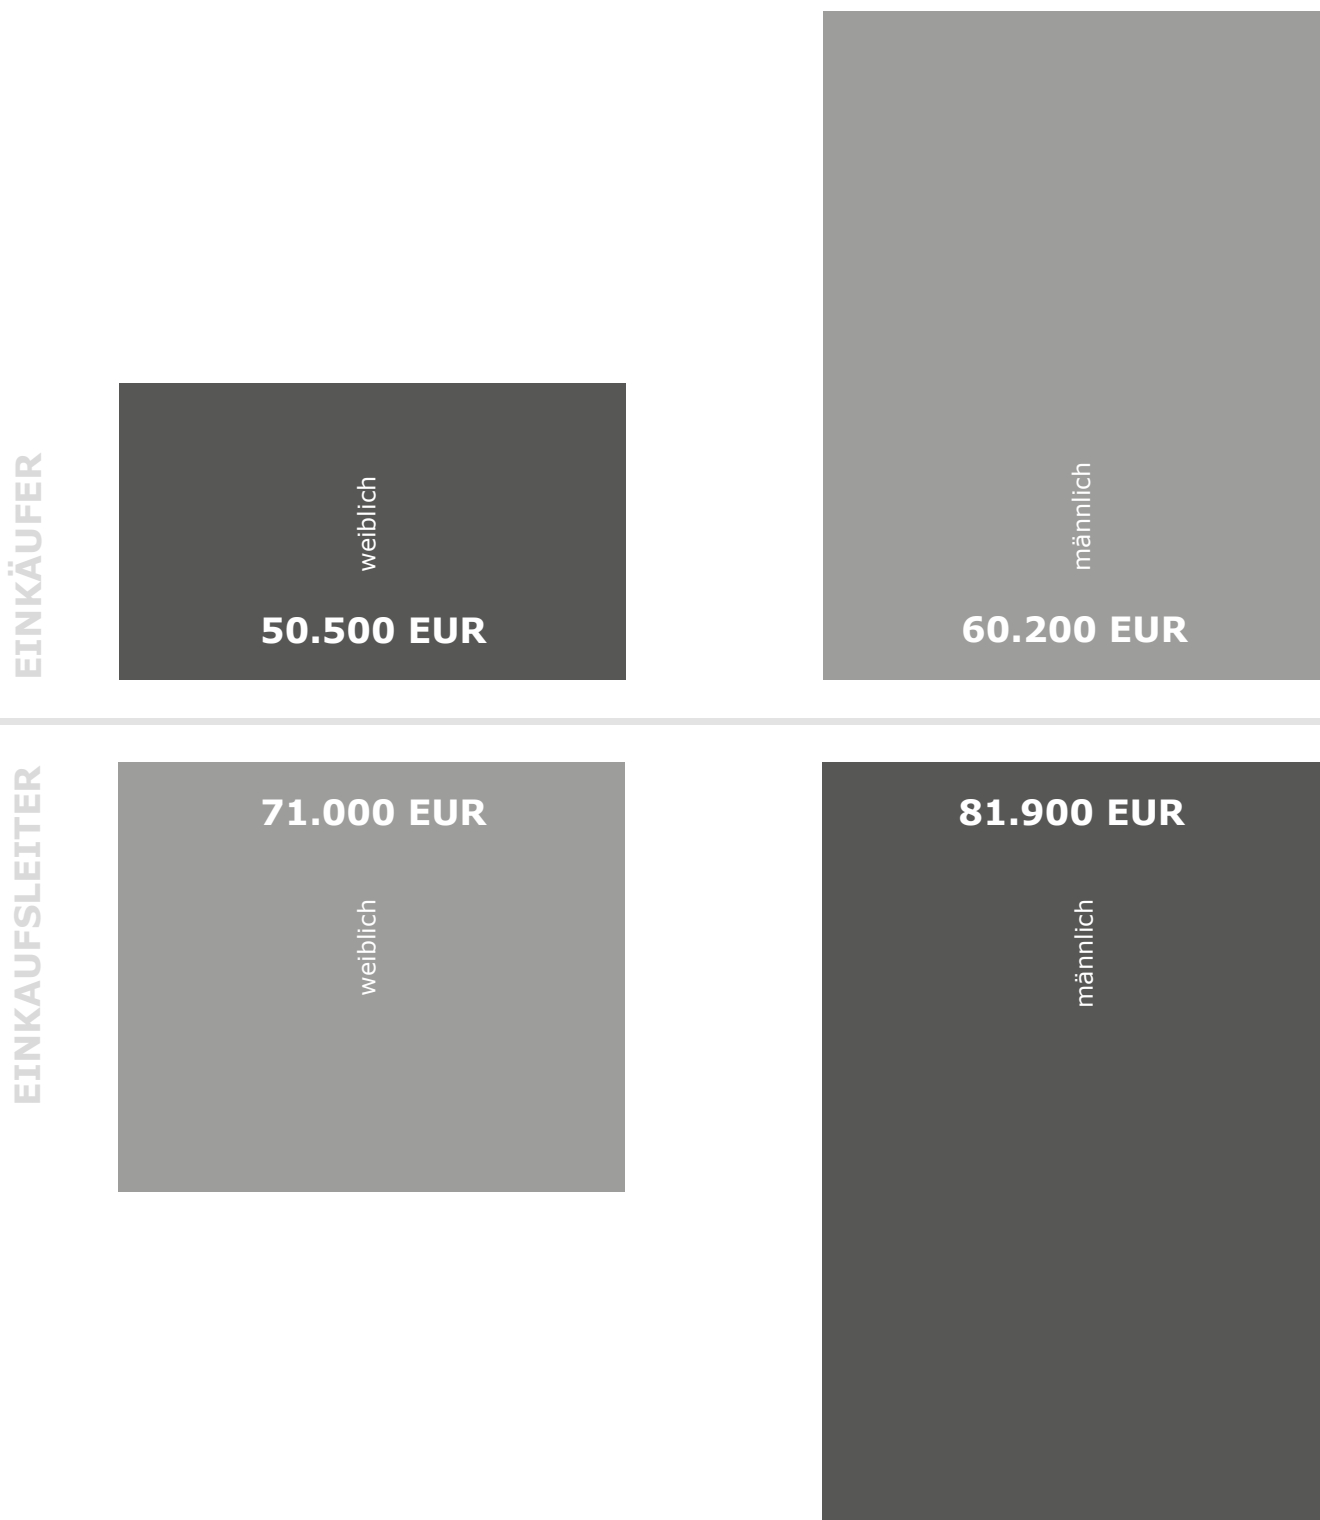 EINKÄUFER
weiblich
50.500 EUR
männlich
60.200 EUR
EINKAUFSLEITER
71.000 EUR
weiblich
81.900 EUR
männlich